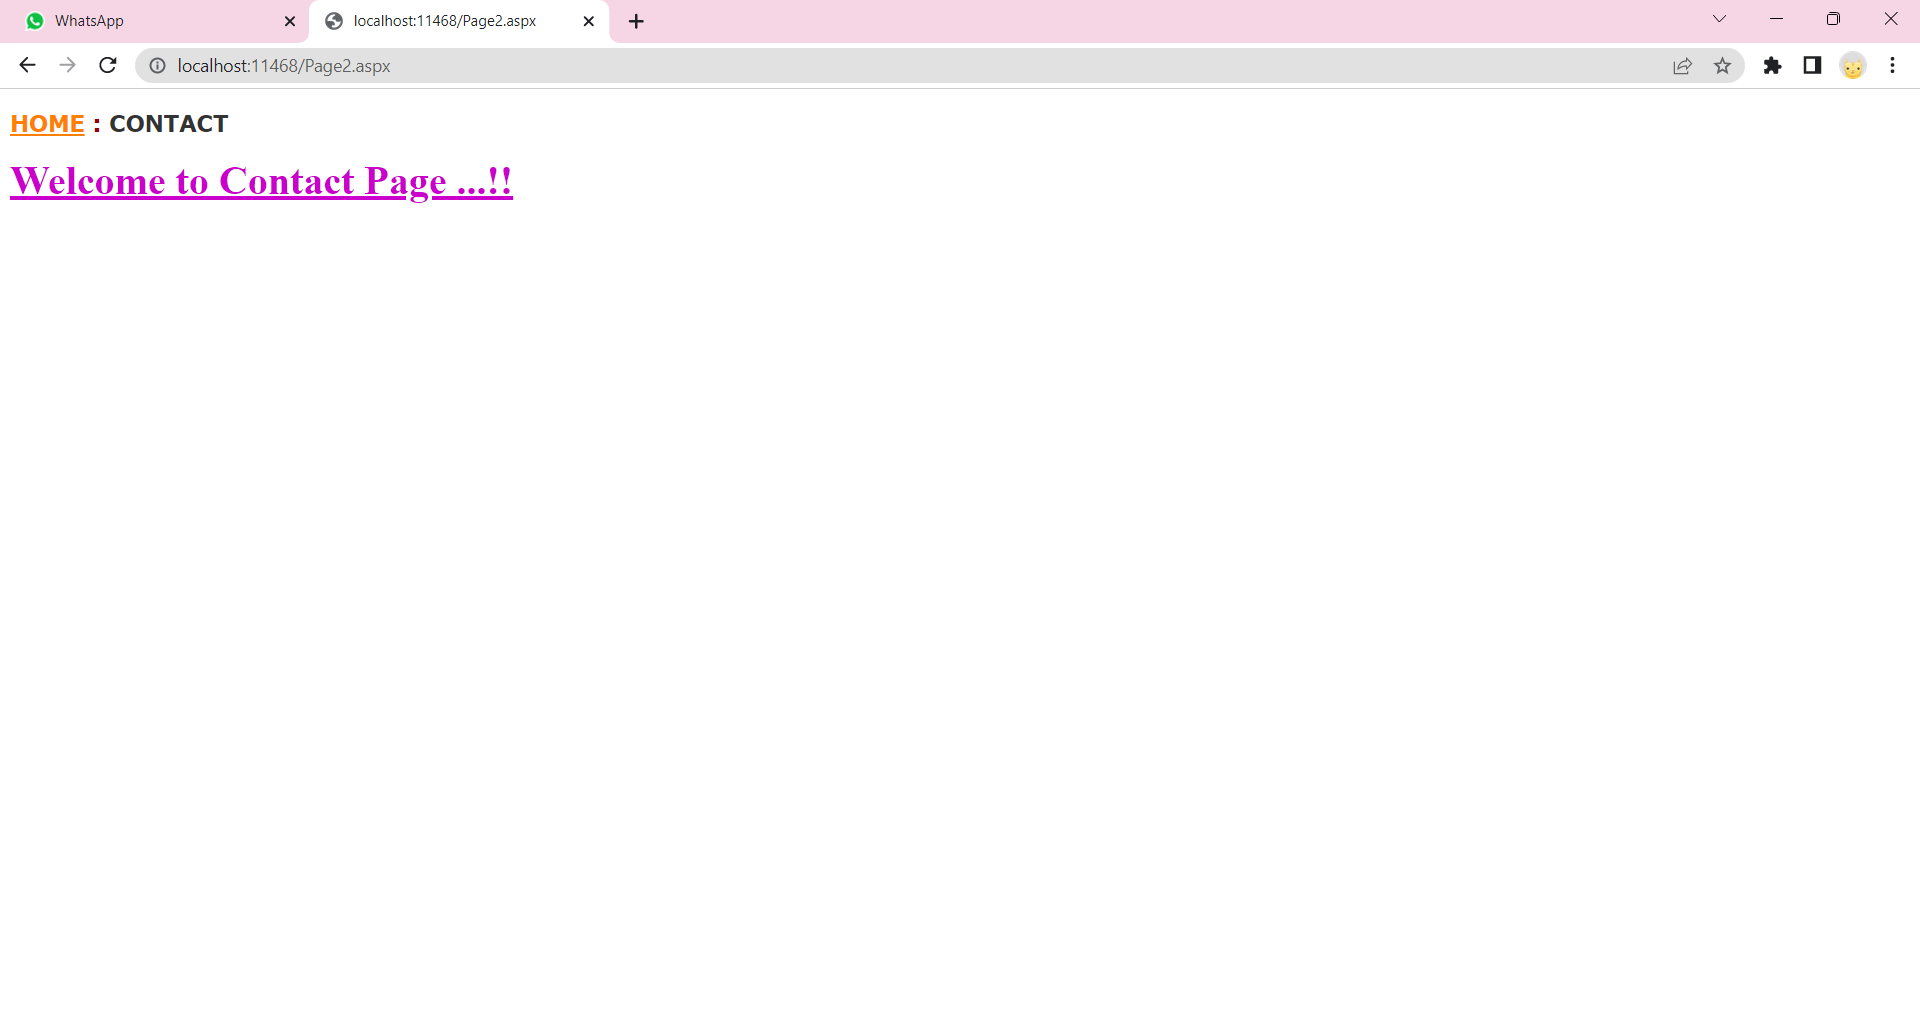 WhatsApp
localhost:11468/Page2.aspx
localhost:11468/Page2.aspx
HOME : CONTACT
Welcome to Contact Page ...!!